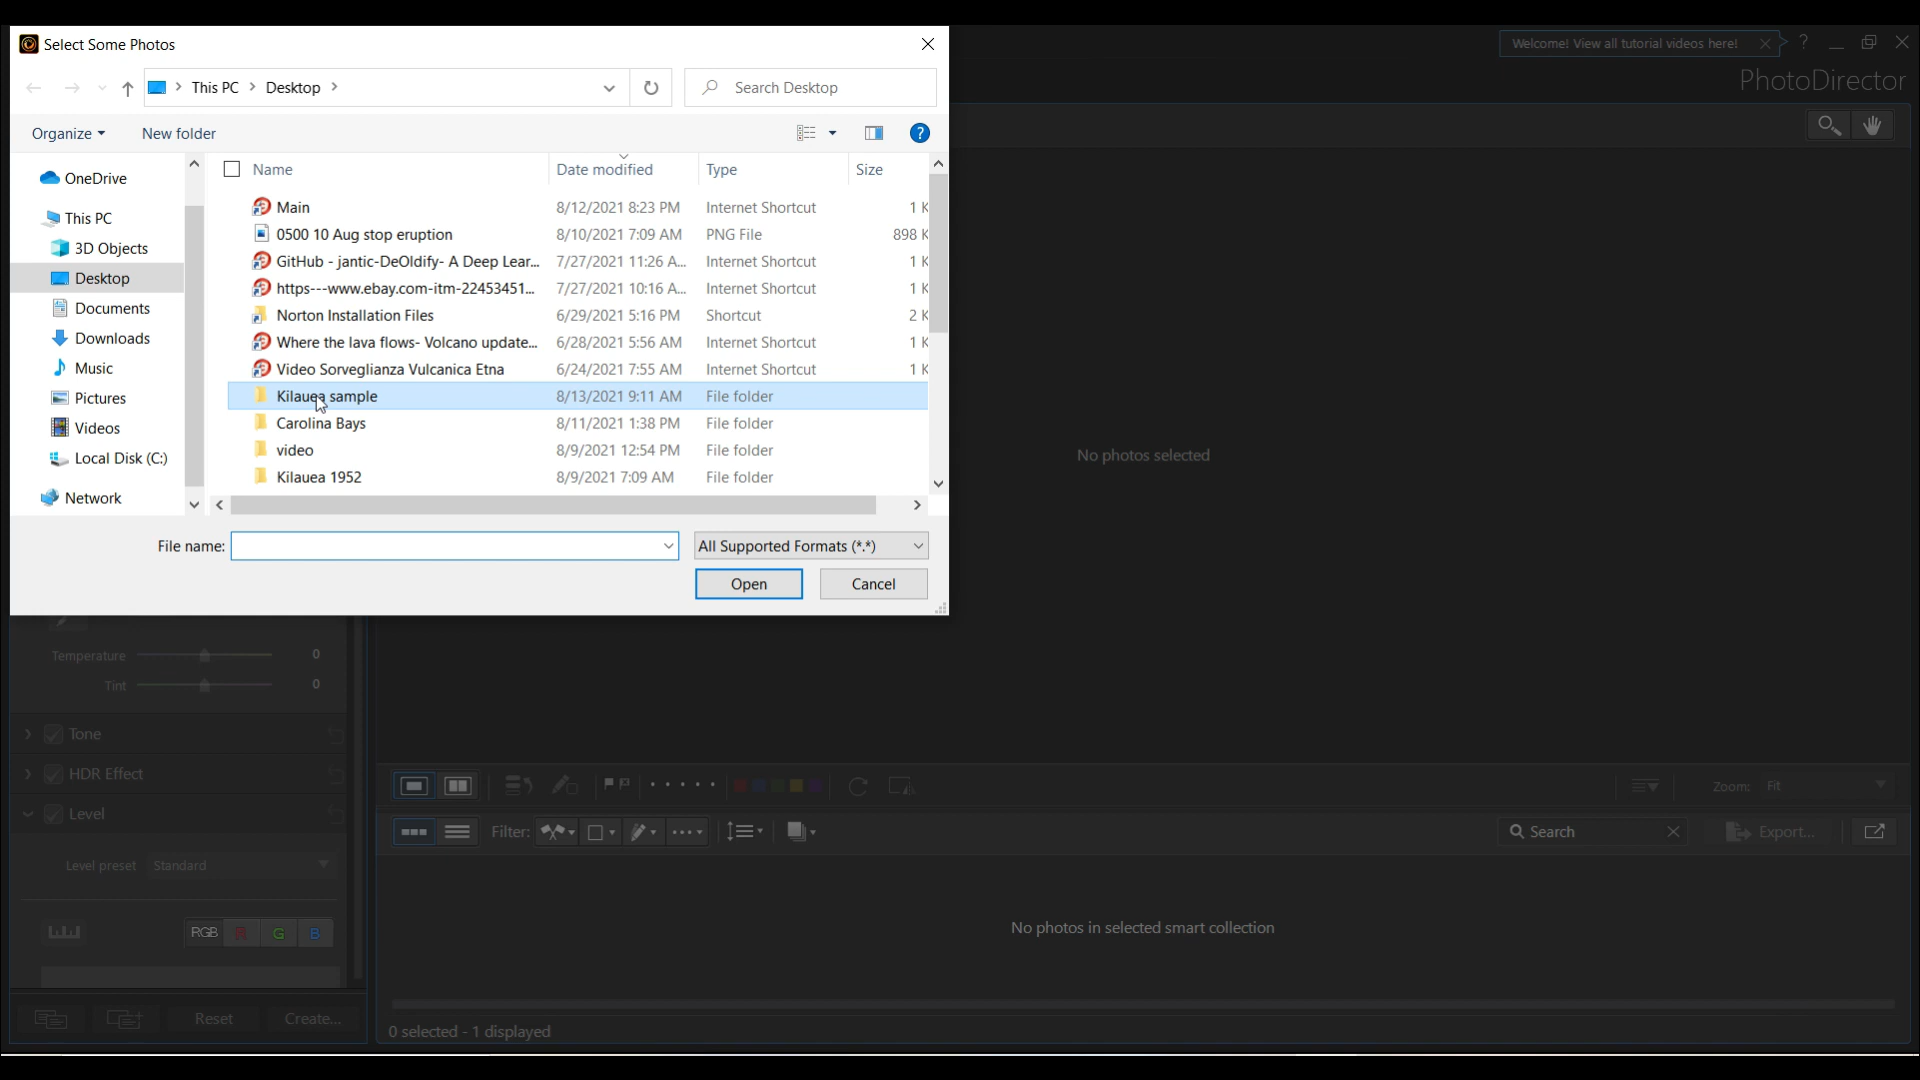 Select Some Photos
Welcome! View all tutorial videos here!
?
PhotoDirector
This PC
Desktop
Search Desktop
Organize
New folder
?
Name
Date modified
Type
Size
OneDrive
This PC
3D Objects
Desktop
Documents
Downloads
Music
Pictures
Videos
Local Disk (C:)
Network
Main 8/12/2021 8:23 PM Internet Shortcut 1 K
0500 10 Aug stop eruption 8/10/2021 7:09 AM PNG File 898 K
GitHub - jantic-DeOldify- A Deep Lear... 7/27/2021 11:26 A... Internet Shortcut 1 K
https---www.ebay.com-itm-22453451... 7/27/2021 10:16 A... Internet Shortcut 1 K
Norton Installation Files 6/29/2021 5:16 PM Shortcut 2 K
Where the lava flows- Volcano update... 6/28/2021 5:56 AM Internet Shortcut 1 K
Video Sorveglianza Vulcanica Etna 6/24/2021 7:55 AM Internet Shortcut 1 K
Kilauea sample 8/13/2021 9:11 AM File folder
Carolina Bays 8/11/2021 1:38 PM File folder
video 8/9/2021 12:54 PM File folder
Kilauea 1952 8/9/2021 7:09 AM File folder
No photos selected
File name:
All Supported Formats (*.*)
Open
Cancel
Temperature 0
Tint 0
Tone
HDR Effect
Level
Level preset Standard
RGB R G B
Reset
Create...
Zoom: Fit
Filter:
Search
Export...
No photos in selected smart collection
0 selected - 1 displayed